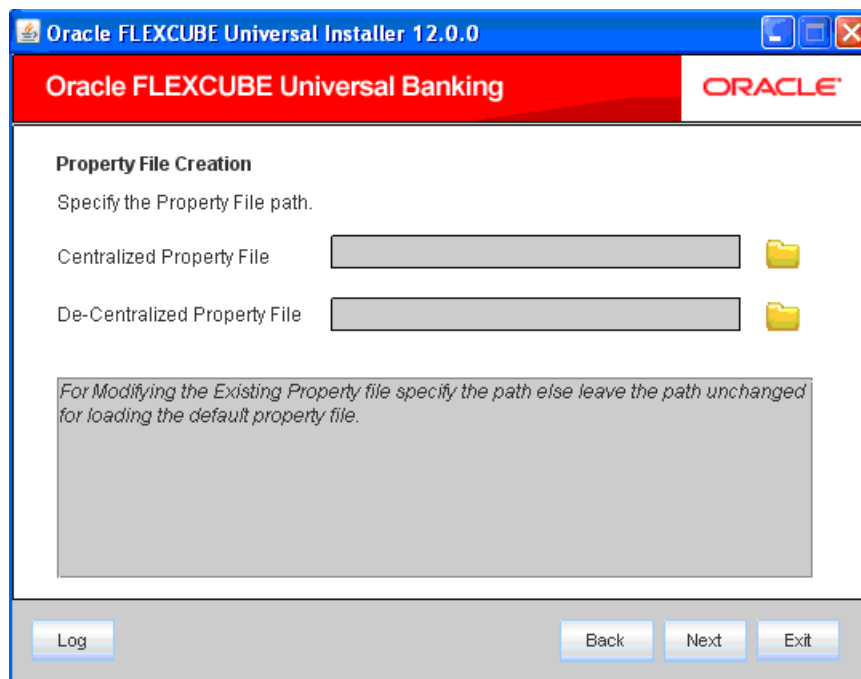 Oracle FLEXCUBE Universal Installer 12.0.0
Oracle FLEXCUBE Universal Banking
ORACLE
Property File Creation
Specify the Property File path.
Centralized Property File
De-Centralized Property File
For Modifying the Existing Property file specify the path else leave the path unchanged
for loading the default property file.
Log
Back
Next
Exit